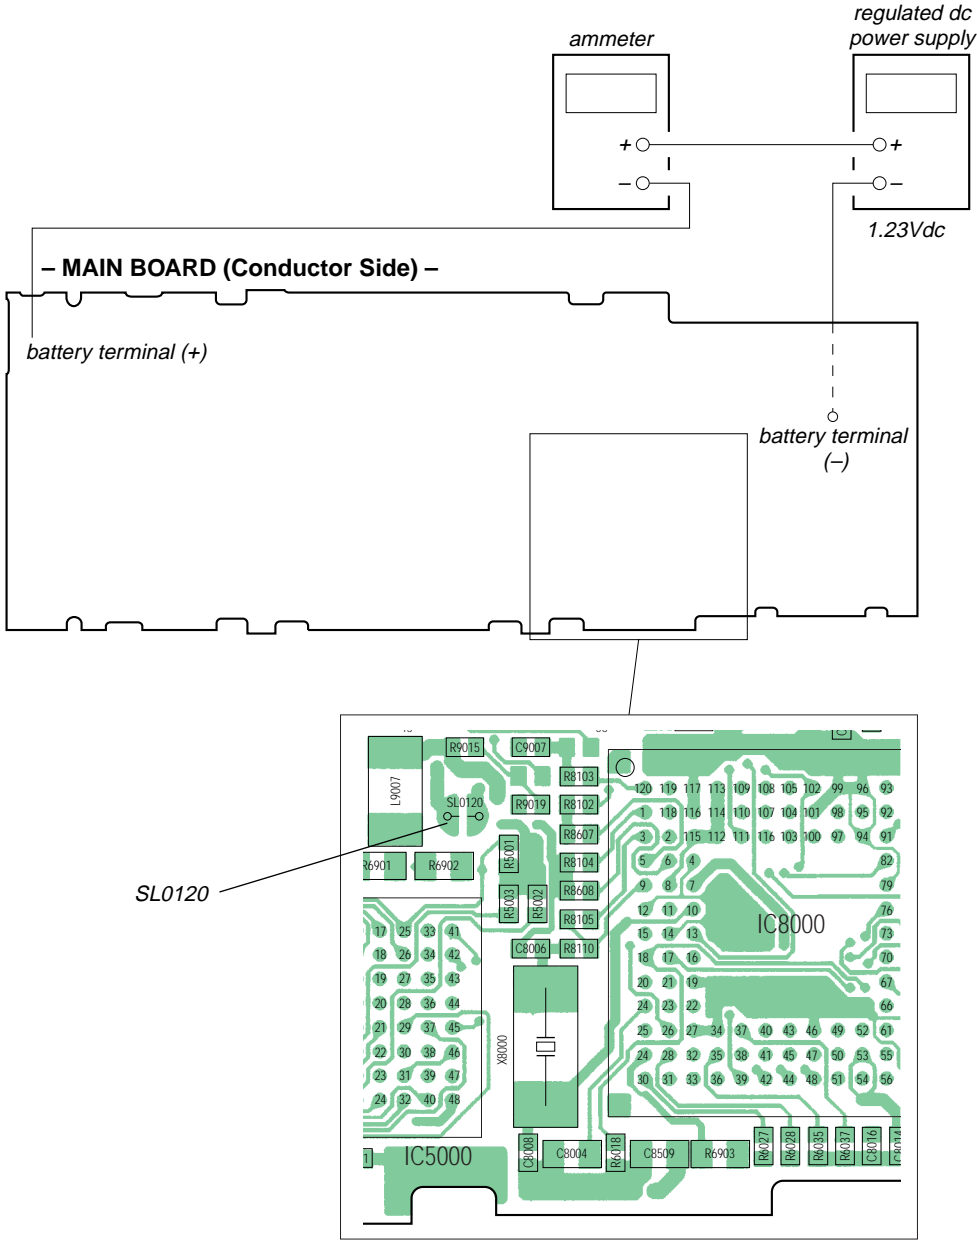 regulated dc
power supply
ammeter
+
+
–
–
1.23Vdc
– MAIN BOARD (Conductor Side) –
battery terminal (+)
battery terminal
(–)
R9015
C9007
L9007
SL0120
R9019
R8103
R8102
R8607
R8104
R8608
R8105
R8110
R6901
R6902
R5001
R5003
R5002
C8006
SL0120
120 119 117 113 109 108 105 102 99 96 93
1 118 116 114 110 107 104 101 98 95 92
3 2 115 112 111 116 103 100 97 94 91
5 6 4 82
9 8 7 79
12 11 10 76
IC8000
15 14 13 73
18 17 16 70
20 21 19 67
24 23 22 66
25 26 27 34 37 40 43 46 49 52 61
24 28 32 35 38 41 45 47 50 53 55
30 31 33 36 39 42 44 48 51 54 56
17 25 33 41
18 26 34 42
19 27 35 43
20 28 36 44
21 29 37 45
22 30 38 46
23 31 39 47
24 32 40 48
X8000
IC5000
1
C8008
C8004
R6018
C8509
R6903
R6027
R6028
R6035
R6037
C8016